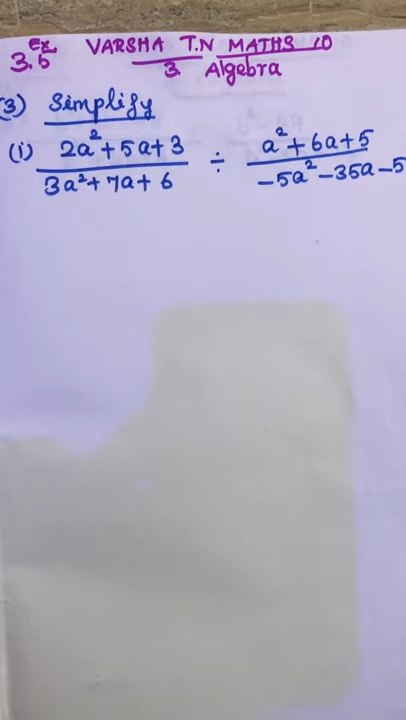 Ex 3.6 VARSHA T.N MATHS 10
3. Algebra
(3) Simplify
(i) 2a²+5a+3 / 3a²+7a+6 ÷ a²+6a+5 / -5a²-35a-5